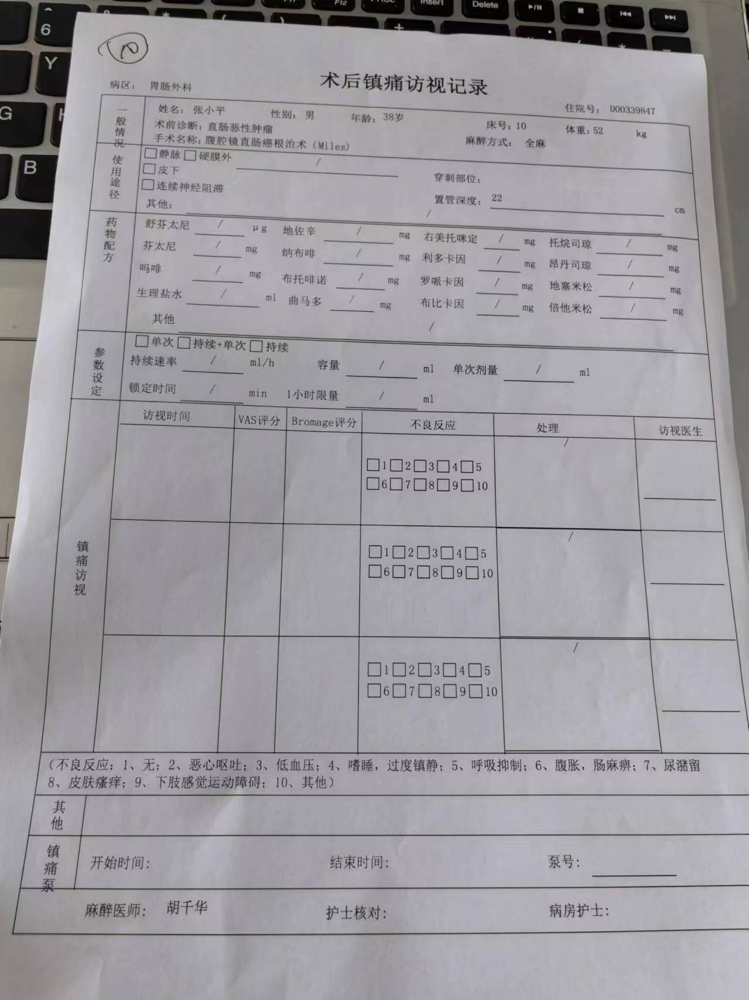 10
术后镇痛访视记录
病区： 胃肠外科
住院号： D00339847
一般情况
姓名：张小平 性别：男 年龄：38岁 床号：10 体重：52 kg
术前诊断：直肠恶性肿瘤
手术名称：腹腔镜直肠癌根治术（Miles） 麻醉方式： 全麻
使用途径
□静脉 □硬膜外 /
□皮下 穿刺部位：
□连续神经阻滞 置管深度： 22 cm
其他： /
药物配方
舒芬太尼 / μg 地佐辛 / mg 右美托咪定 / mg 托烷司琼 / mg
芬太尼 / mg 纳布啡 / mg 利多卡因 / mg 昂丹司琼 / mg
吗啡 / mg 布托啡诺 / mg 罗哌卡因 / mg 地塞米松 / mg
生理盐水 / ml 曲马多 / mg 布比卡因 / mg 倍他米松 / mg
其他 /
参数设定
□单次 □持续+单次 □持续
持续速率 / ml/h 容量 / ml 单次剂量 / ml
锁定时间 / min 1小时限量 / ml
镇痛访视
访视时间 VAS评分 Bromage评分 不良反应 处理 访视医生
/
□1□2□3□4□5
□6□7□8□9□10
/
□1□2□3□4□5
□6□7□8□9□10
/
□1□2□3□4□5
□6□7□8□9□10
（不良反应：1、无；2、恶心呕吐；3、低血压；4、嗜睡，过度镇静；5、呼吸抑制；6、腹胀，肠麻痹；7、尿潴留
8、皮肤瘙痒；9、下肢感觉运动障碍；10、其他）
其他
镇痛泵
开始时间： 结束时间： 泵号：
麻醉医师： 胡千华 护士核对： 病房护士：
6
Y
G
B
F12
Insert
Delete